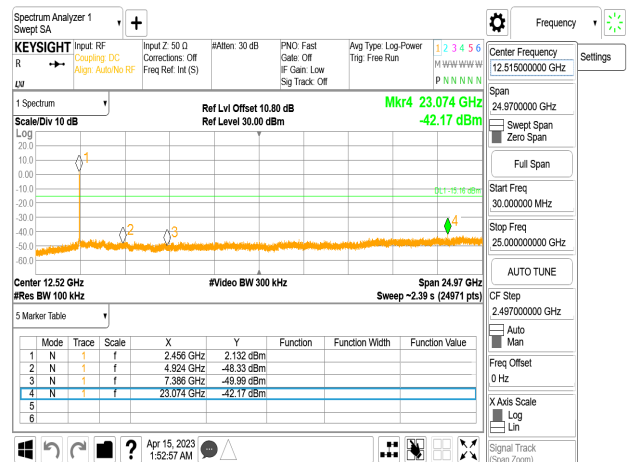 Spectrum Analyzer 1
Swept SA
Frequency
KEYSIGHT
R
LXI
Input: RF
Coupling: DC
Align: Auto/No RF
Input Z: 50 Ω
Corrections: Off
Freq Ref: Int (S)
#Atten: 30 dB
PNO: Fast
Gate: Off
IF Gain: Low
Sig Track: Off
Avg Type: Log-Power
Trig: Free Run
1 2 3 4 5 6
M W W W W W
P N N N N N
1 Spectrum
Scale/Div 10 dB
Ref Lvl Offset 10.80 dB
Ref Level 30.00 dBm
Mkr4 23.074 GHz
-42.17 dBm
Log
20.0
10.0
0.00
-10.0
-20.0
-30.0
-40.0
-50.0
-60.0
1
2
3
4
DL1 -15.16 dBm
Center 12.52 GHz
#Res BW 100 kHz
#Video BW 300 kHz
Span 24.97 GHz
Sweep ~2.39 s (24971 pts)
5 Marker Table
Mode Trace Scale X Y Function Function Width Function Value
1 N 1 f 2.456 GHz 2.132 dBm
2 N 1 f 4.924 GHz -48.33 dBm
3 N 1 f 7.386 GHz -49.99 dBm
4 N 1 f 23.074 GHz -42.17 dBm
5
6
?
Apr 15, 2023
1:52:57 AM
Center Frequency
12.515000000 GHz
Settings
Span
24.9700000 GHz
Swept Span
Zero Span
Full Span
Start Freq
30.000000 MHz
Stop Freq
25.00000000 GHz
AUTO TUNE
CF Step
2.497000000 GHz
Auto
Man
Freq Offset
0 Hz
X Axis Scale
Log
Lin
Signal Track
(Span Zoom)